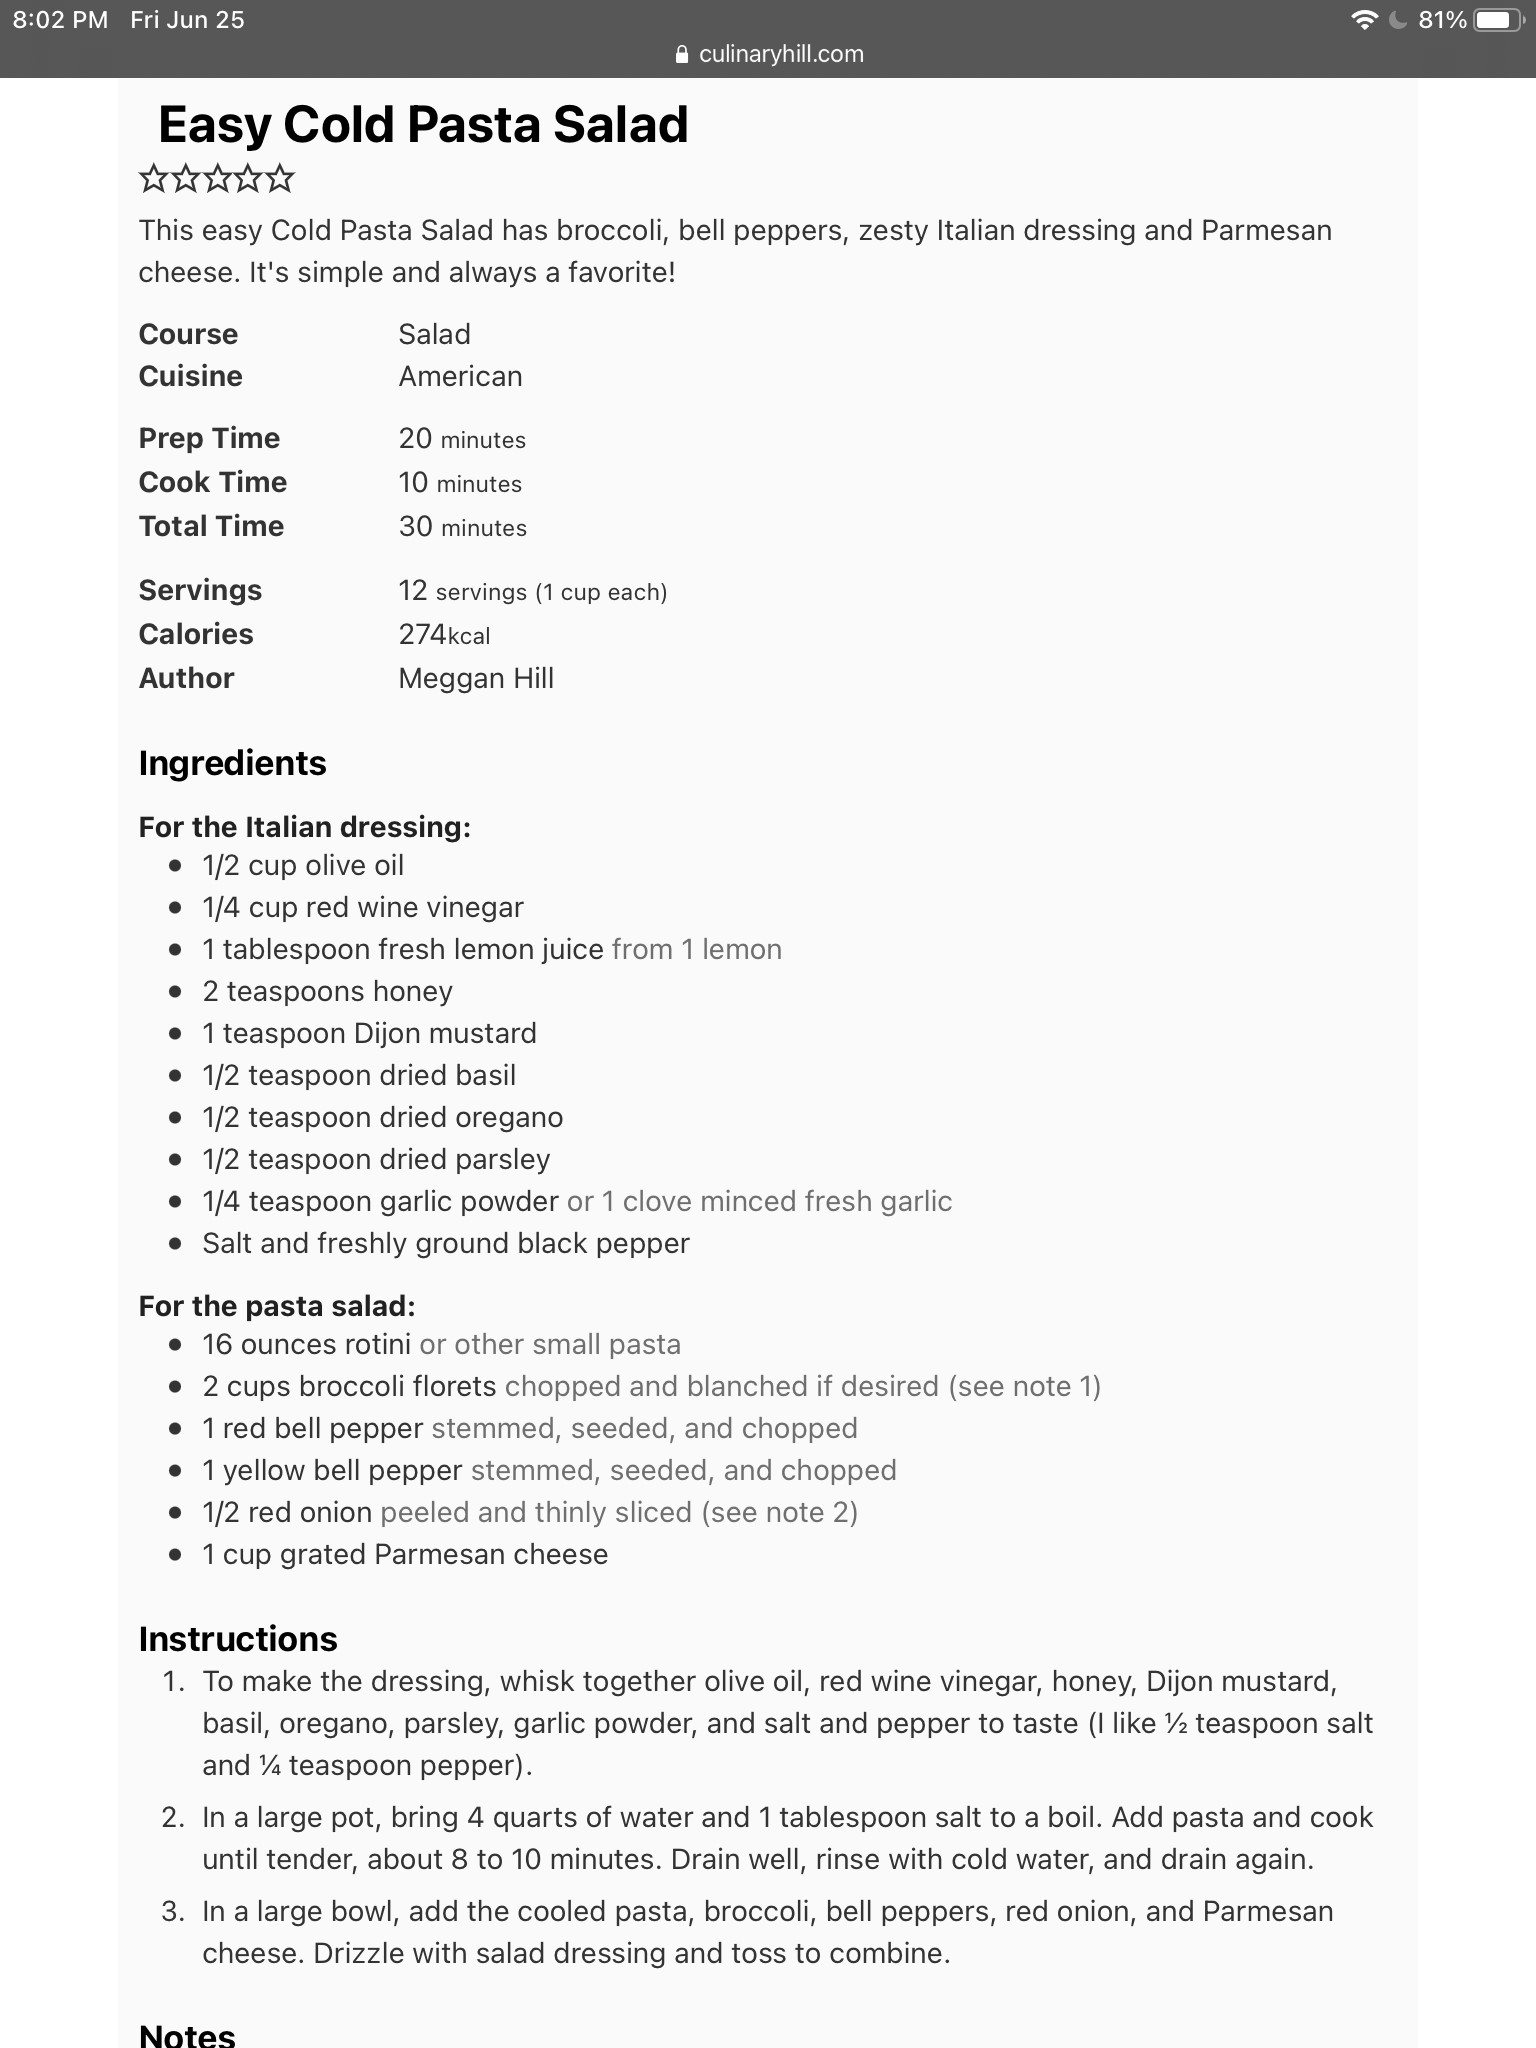 8:02 PM Fri Jun 25
81%
culinaryhill.com
Easy Cold Pasta Salad
This easy Cold Pasta Salad has broccoli, bell peppers, zesty Italian dressing and Parmesan
cheese. It's simple and always a favorite!
Course Salad
Cuisine American
Prep Time 20 minutes
Cook Time 10 minutes
Total Time 30 minutes
Servings 12 servings (1 cup each)
Calories 274kcal
Author Meggan Hill
Ingredients
For the Italian dressing:
• 1/2 cup olive oil
• 1/4 cup red wine vinegar
• 1 tablespoon fresh lemon juice from 1 lemon
• 2 teaspoons honey
• 1 teaspoon Dijon mustard
• 1/2 teaspoon dried basil
• 1/2 teaspoon dried oregano
• 1/2 teaspoon dried parsley
• 1/4 teaspoon garlic powder or 1 clove minced fresh garlic
• Salt and freshly ground black pepper
For the pasta salad:
• 16 ounces rotini or other small pasta
• 2 cups broccoli florets chopped and blanched if desired (see note 1)
• 1 red bell pepper stemmed, seeded, and chopped
• 1 yellow bell pepper stemmed, seeded, and chopped
• 1/2 red onion peeled and thinly sliced (see note 2)
• 1 cup grated Parmesan cheese
Instructions
1. To make the dressing, whisk together olive oil, red wine vinegar, honey, Dijon mustard,
basil, oregano, parsley, garlic powder, and salt and pepper to taste (I like ½ teaspoon salt
and ¼ teaspoon pepper).
2. In a large pot, bring 4 quarts of water and 1 tablespoon salt to a boil. Add pasta and cook
until tender, about 8 to 10 minutes. Drain well, rinse with cold water, and drain again.
3. In a large bowl, add the cooled pasta, broccoli, bell peppers, red onion, and Parmesan
cheese. Drizzle with salad dressing and toss to combine.
Notes